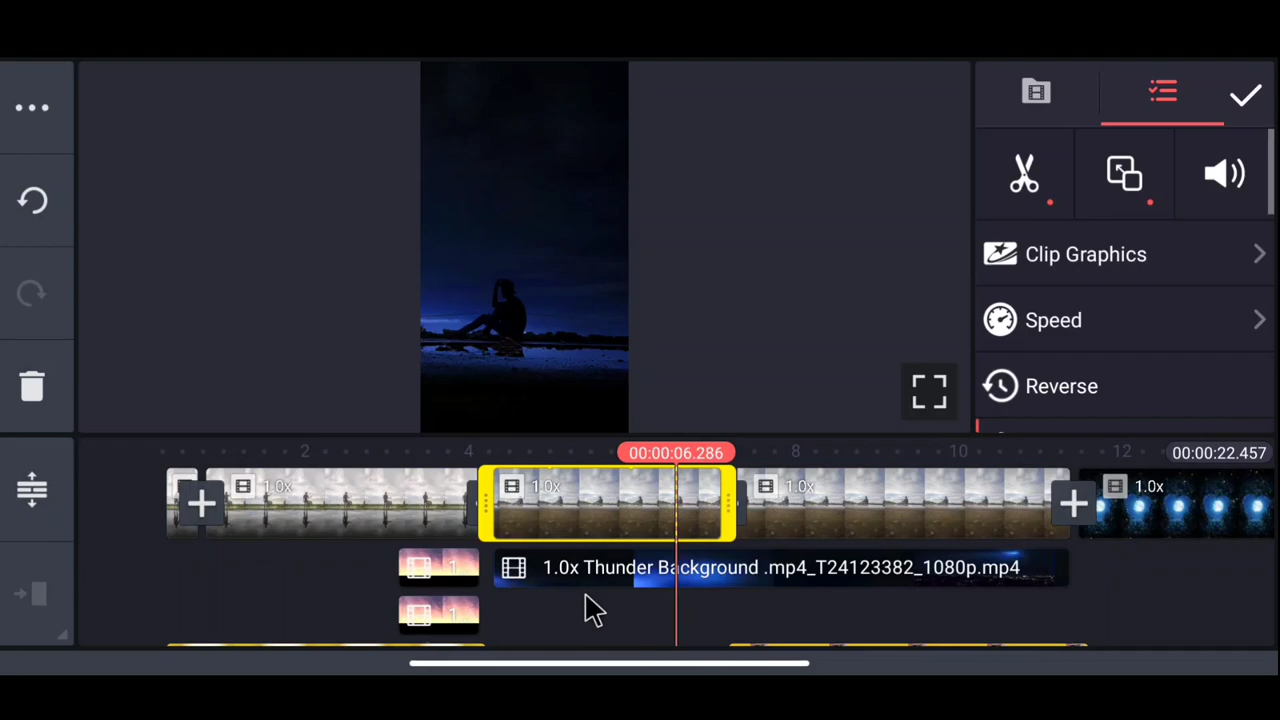 Clip Graphics
Speed
Reverse
2
4
00:00:06.286
8
10
12
00:00:22.457
1.0x
1.0x
1.0x
1.0x
1
1.0x Thunder Background .mp4_T24123382_1080p.mp4
1